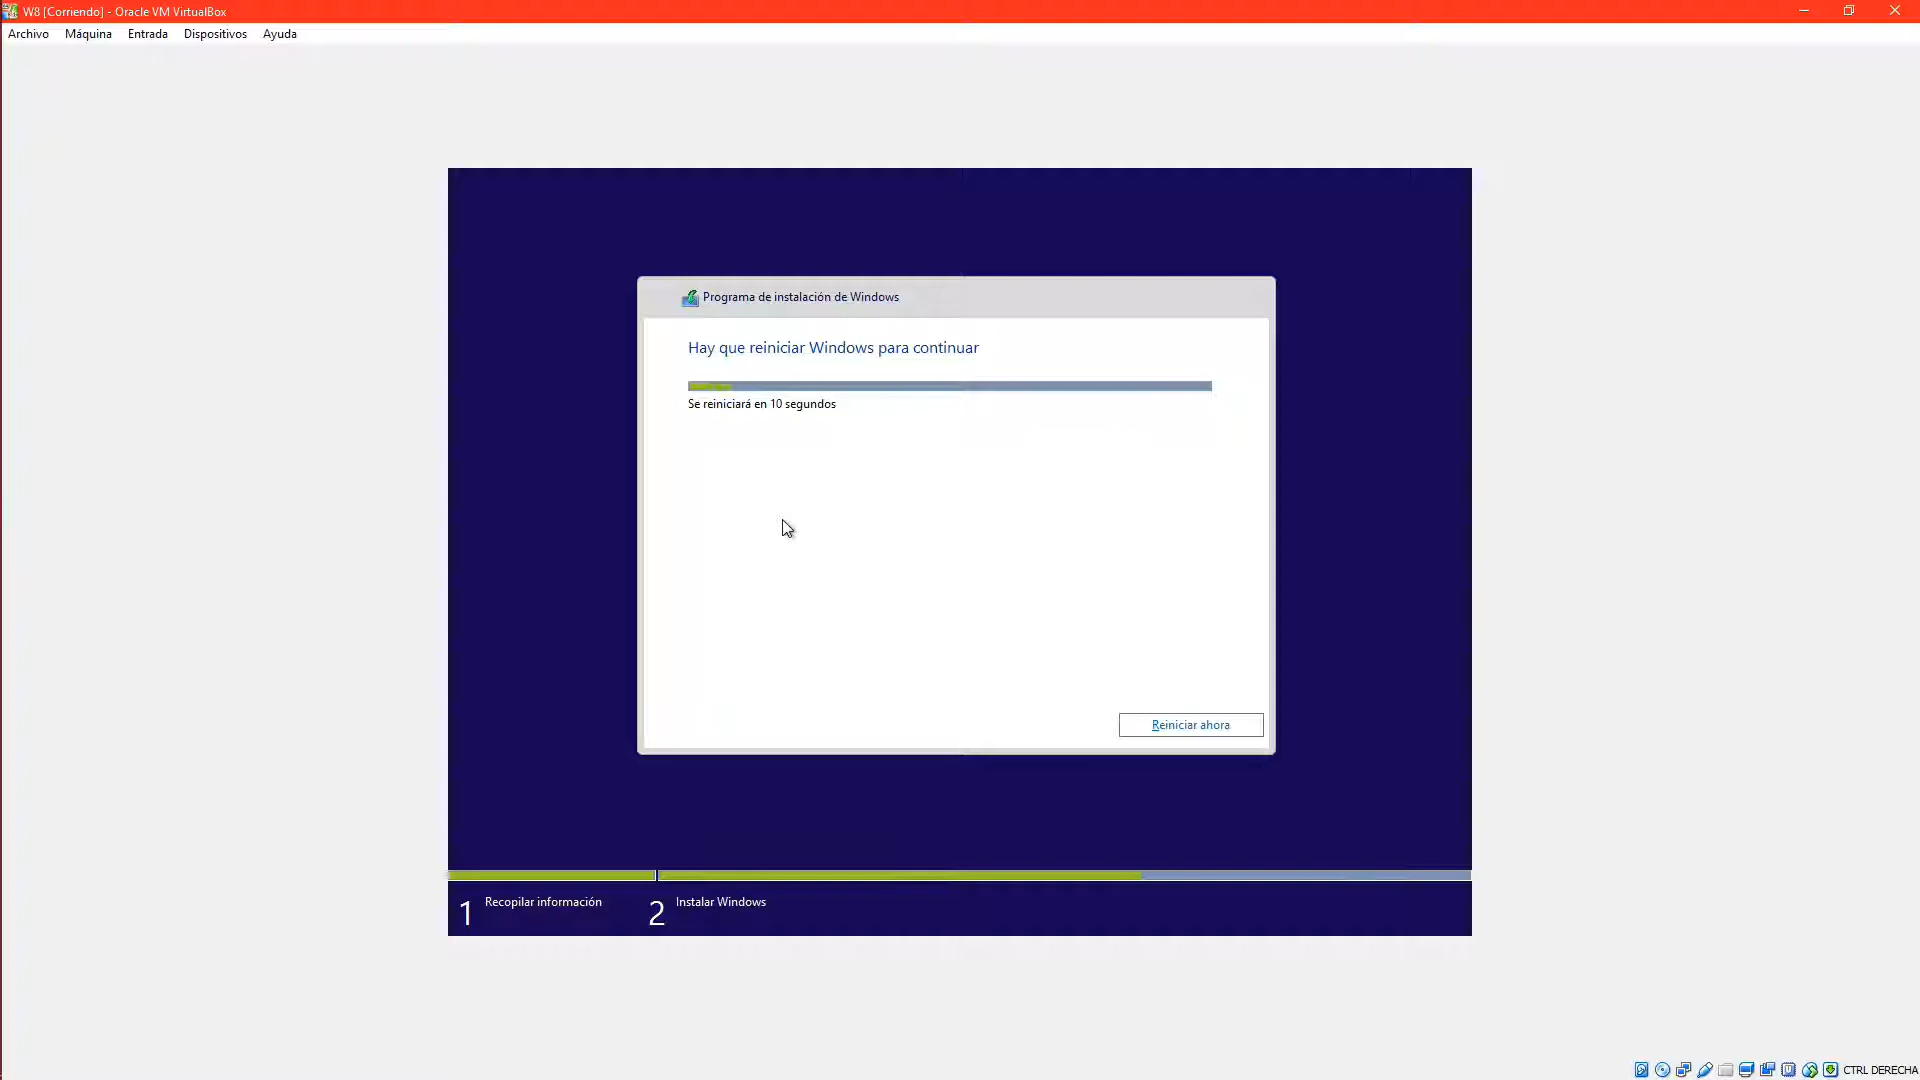 W8 [Corriendo] - Oracle VM VirtualBox
Archivo Máquina Entrada Dispositivos Ayuda
Programa de instalación de Windows
Hay que reiniciar Windows para continuar
Se reiniciará en 10 segundos
Reiniciar ahora
1 Recopilar información 2 Instalar Windows
CTRL DERECHA